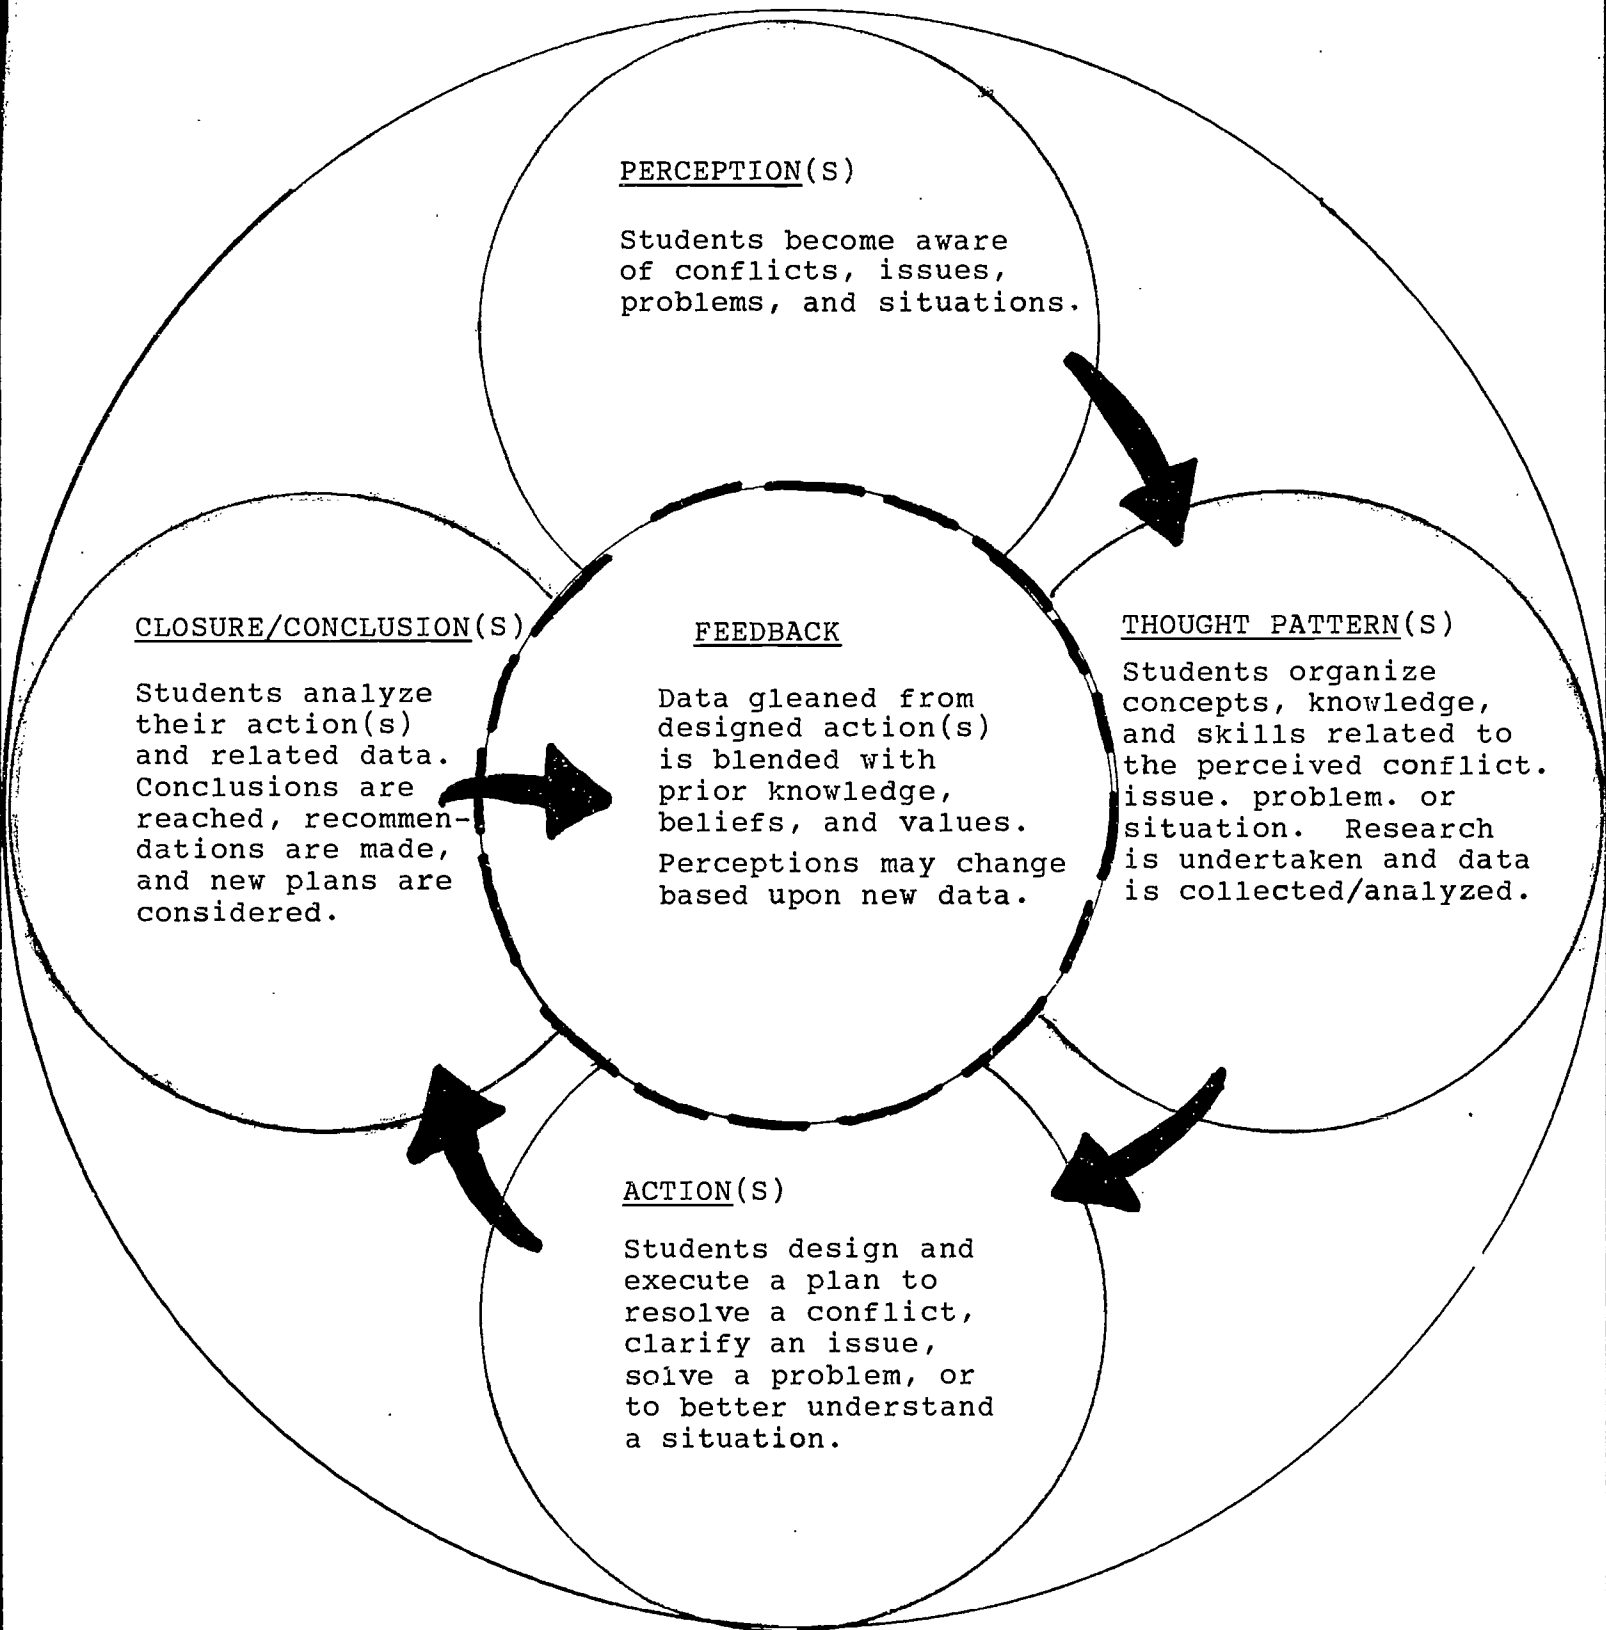 PERCEPTION(S)
Students become aware
of conflicts, issues,
problems, and situations.
CLOSURE/CONCLUSION(S)
Students analyze
their action(s)
and related data.
Conclusions are
reached, recommen-
dations are made,
and new plans are
considered.
FEEDBACK
Data gleaned from
designed action(s)
is blended with
prior knowledge,
beliefs, and values.
Perceptions may change
based upon new data.
THOUGHT PATTERN(S)
Students organize
concepts, knowledge,
and skills related to
the perceived conflict.
issue. problem. or
situation. Research
is undertaken and data
is collected/analyzed.
ACTION(S)
Students design and
execute a plan to
resolve a conflict,
clarify an issue,
solve a problem, or
to better understand
a situation.